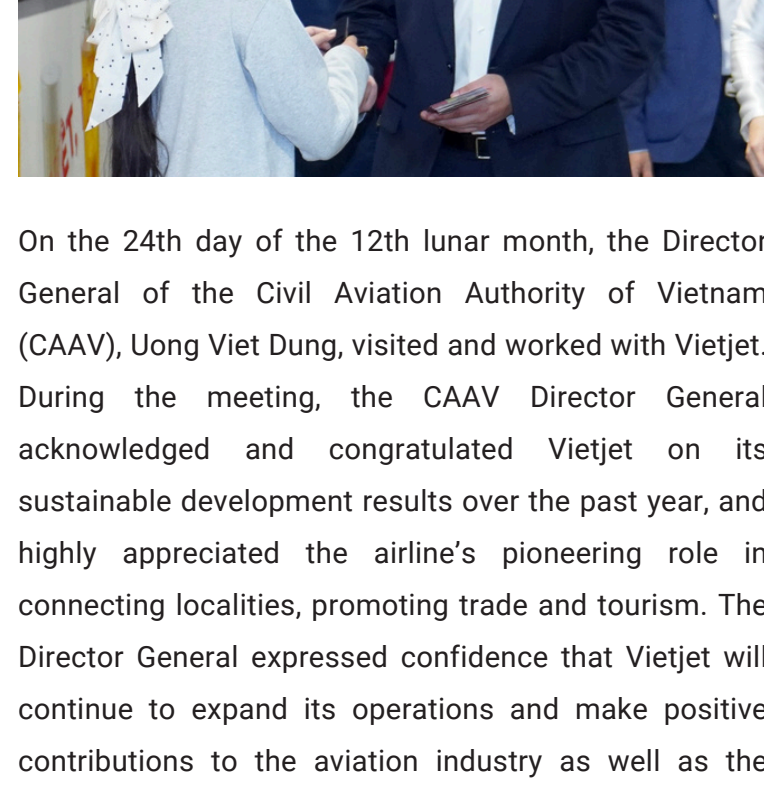 On the 24th day of the 12th lunar month, the Director
General of the Civil Aviation Authority of Vietnam
(CAAV), Uong Viet Dung, visited and worked with Vietjet.
During the meeting, the CAAV Director General
acknowledged and congratulated Vietjet on its
sustainable development results over the past year, and
highly appreciated the airline’s pioneering role in
connecting localities, promoting trade and tourism. The
Director General expressed confidence that Vietjet will
continue to expand its operations and make positive
contributions to the aviation industry as well as the